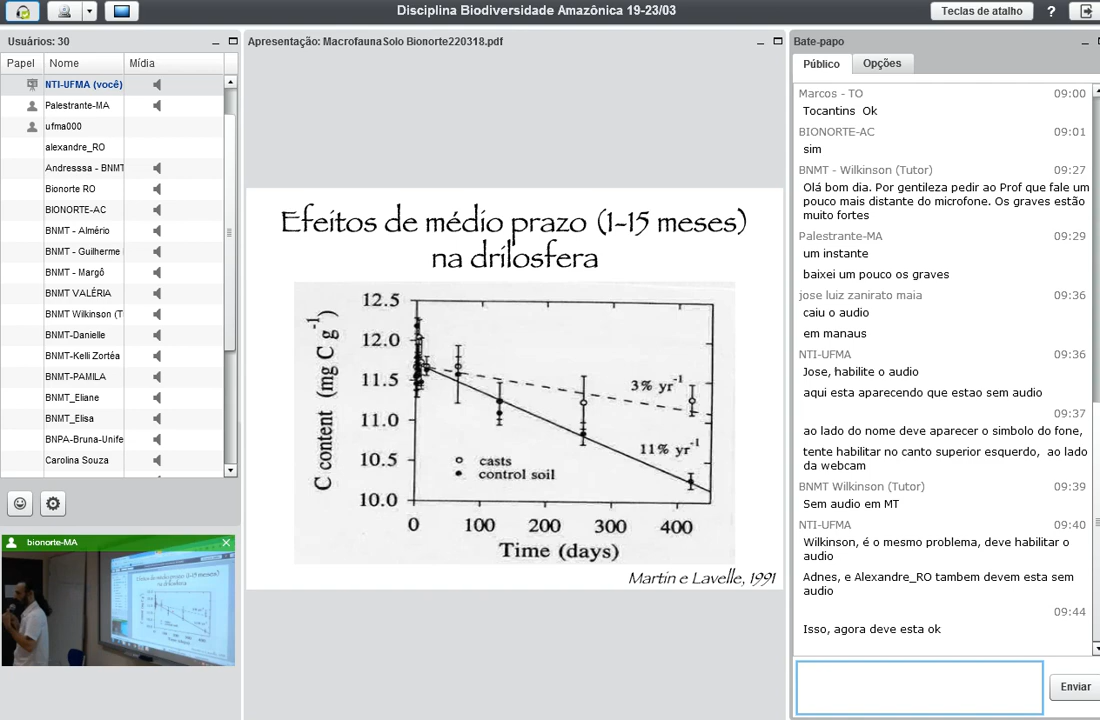 Disciplina Biodiversidade Amazônica 19-23/03
Teclas de atalho
?
Usuários: 30
Papel Nome Mídia
NTI-UFMA (você)
Palestrante-MA
ufma000
alexandre_RO
Andresssa - BNMT
Bionorte RO
BIONORTE-AC
BNMT - Almério
BNMT - Guilherme
BNMT - Margô
BNMT VALÉRIA
BNMT Wilkinson (T
BNMT-Danielle
BNMT-Kelli Zortéa
BNMT-PAMILA
BNMT_Eliane
BNMT_Elisa
BNPA-Bruna-Unife
Carolina Souza
bionorte-MA
Efeitos de médio prazo (1-15 meses)
na drilosfera
Apresentação: MacrofaunaSolo Bionorte220318.pdf
Efeitos de médio prazo (1-15 meses)
na drilosfera
C content (mg C g-1)
12.5
12.0
11.5
11.0
10.5
10.0
3% yr-1
11% yr-1
casts
control soil
0 100 200 300 400
Time (days)
Martin e Lavelle, 1991
Bate-papo
Público Opções
Marcos - TO 09:00
Tocantins Ok
BIONORTE-AC 09:01
sim
BNMT - Wilkinson (Tutor) 09:27
Olá bom dia. Por gentileza pedir ao Prof que fale um
pouco mais distante do microfone. Os graves estão
muito fortes
Palestrante-MA 09:29
um instante
baixei um pouco os graves
jose luiz zanirato maia 09:36
caiu o audio
em manaus
NTI-UFMA 09:36
Jose, habilite o audio
aqui esta aparecendo que estao sem audio
09:37
ao lado do nome deve aparecer o simbolo do fone,
tente habilitar no canto superior esquerdo, ao lado
da webcam
BNMT Wilkinson (Tutor) 09:39
Sem audio em MT
NTI-UFMA 09:40
Wilkinson, é o mesmo problema, deve habilitar o
audio
Adnes, e Alexandre_RO tambem devem esta sem
audio
09:44
Isso, agora deve esta ok
Enviar